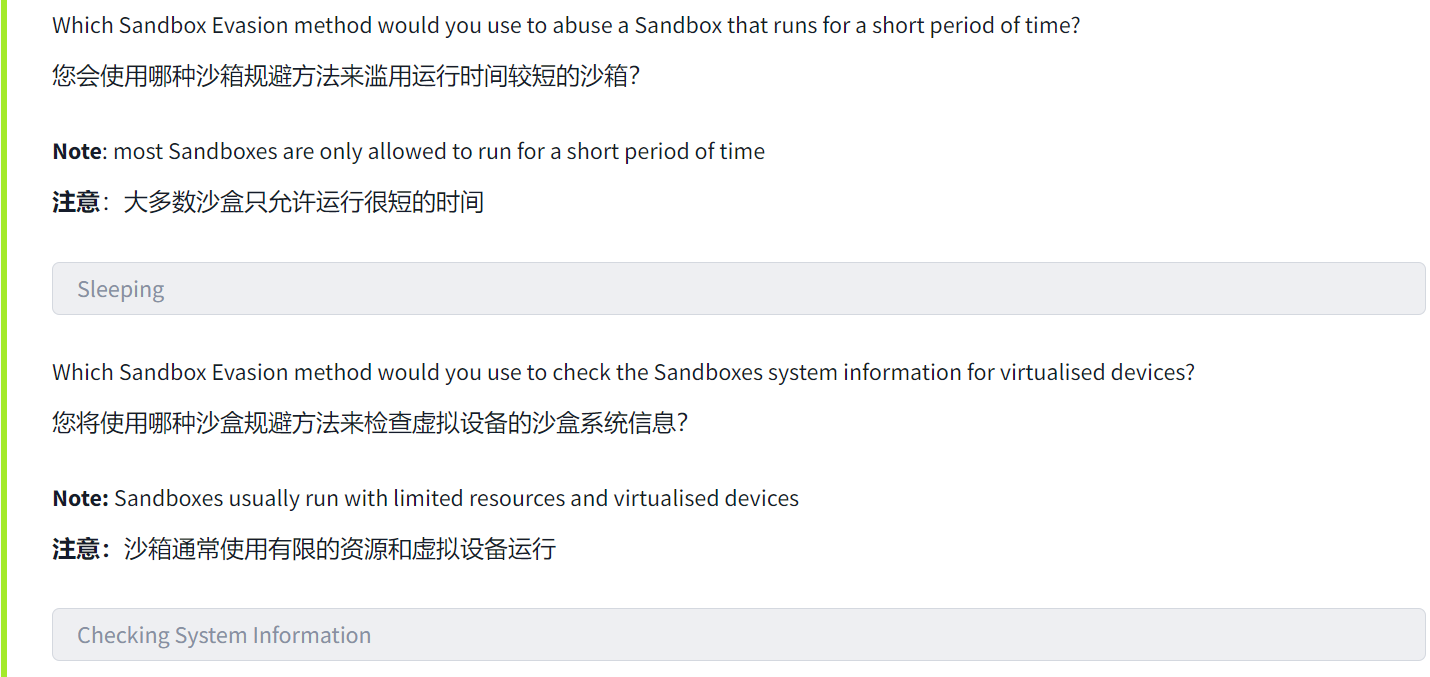 Which Sandbox Evasion method would you use to abuse a Sandbox that runs for a short period of time?
您会使用哪种沙箱规避方法来滥用运行时间较短的沙箱？
Note: most Sandboxes are only allowed to run for a short period of time
注意：大多数沙盒只允许运行很短的时间
Sleeping
Which Sandbox Evasion method would you use to check the Sandboxes system information for virtualised devices?
您将使用哪种沙盒规避方法来检查虚拟设备的沙盒系统信息？
Note: Sandboxes usually run with limited resources and virtualised devices
注意：沙箱通常使用有限的资源和虚拟设备运行
Checking System Information